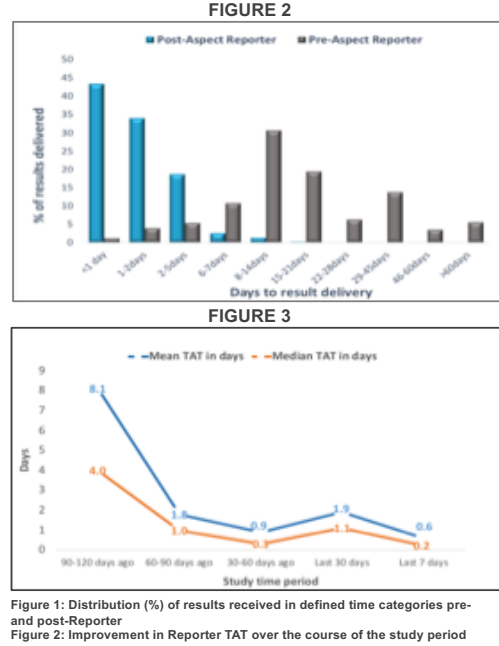 FIGURE 2
Post-Aspect Reporter Pre-Aspect Reporter
50
45
40
35
30
25
20
15
10
5
0
% of results delivered
<1 day 1-2days 2-5days 6-7days 8-14days 15-21days 22-28days 29-45days 46-60days >60days
Days to result delivery
FIGURE 3
Mean TAT in days Median TAT in days
9
8
7
6
5
4
3
2
1
0
Days
8.1 1.8 0.9 1.9 0.6
4.0 1.0 0.3 1.1 0.2
90-120 days ago 60-90 days ago 30-60 days ago Last 30 days Last 7 days
Study time period
Figure 1: Distribution (%) of results received in defined time categories pre-
and post-Reporter
Figure 2: Improvement in Reporter TAT over the course of the study period